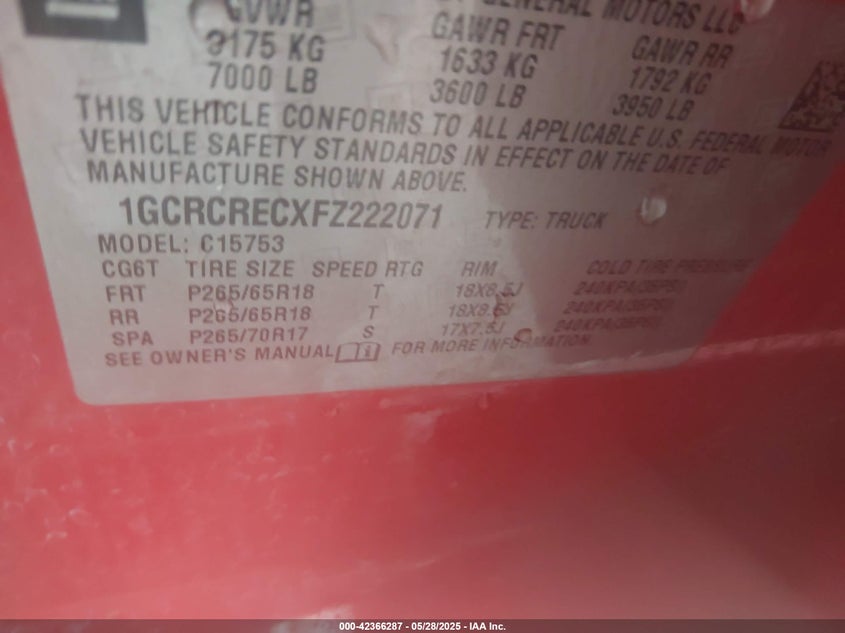 GVWR GAWR FRT GAWR RR
GENERAL MOTORS LLC
3175 KG 1633 KG 1792 KG
7000 LB 3600 LB 3950 LB
THIS VEHICLE CONFORMS TO ALL APPLICABLE U.S. FEDERAL MOTOR
VEHICLE SAFETY STANDARDS IN EFFECT ON THE DATE OF
MANUFACTURE SHOWN ABOVE.
1GCRCRECXFZ222071 TYPE: TRUCK
MODEL: C15753
CG6T TIRE SIZE SPEED RTG RIM COLD TIRE PRESSURE
FRT P265/65R18 T 18X8.5J 240KPA(35PSI)
RR P265/65R18 T 18X8.5J 240KPA(35PSI)
SPA P265/70R17 S 17X7.5J 240KPA(35PSI)
SEE OWNER'S MANUAL FOR MORE INFORMATION
000-42366287 - 05/28/2025 - IAA Inc.